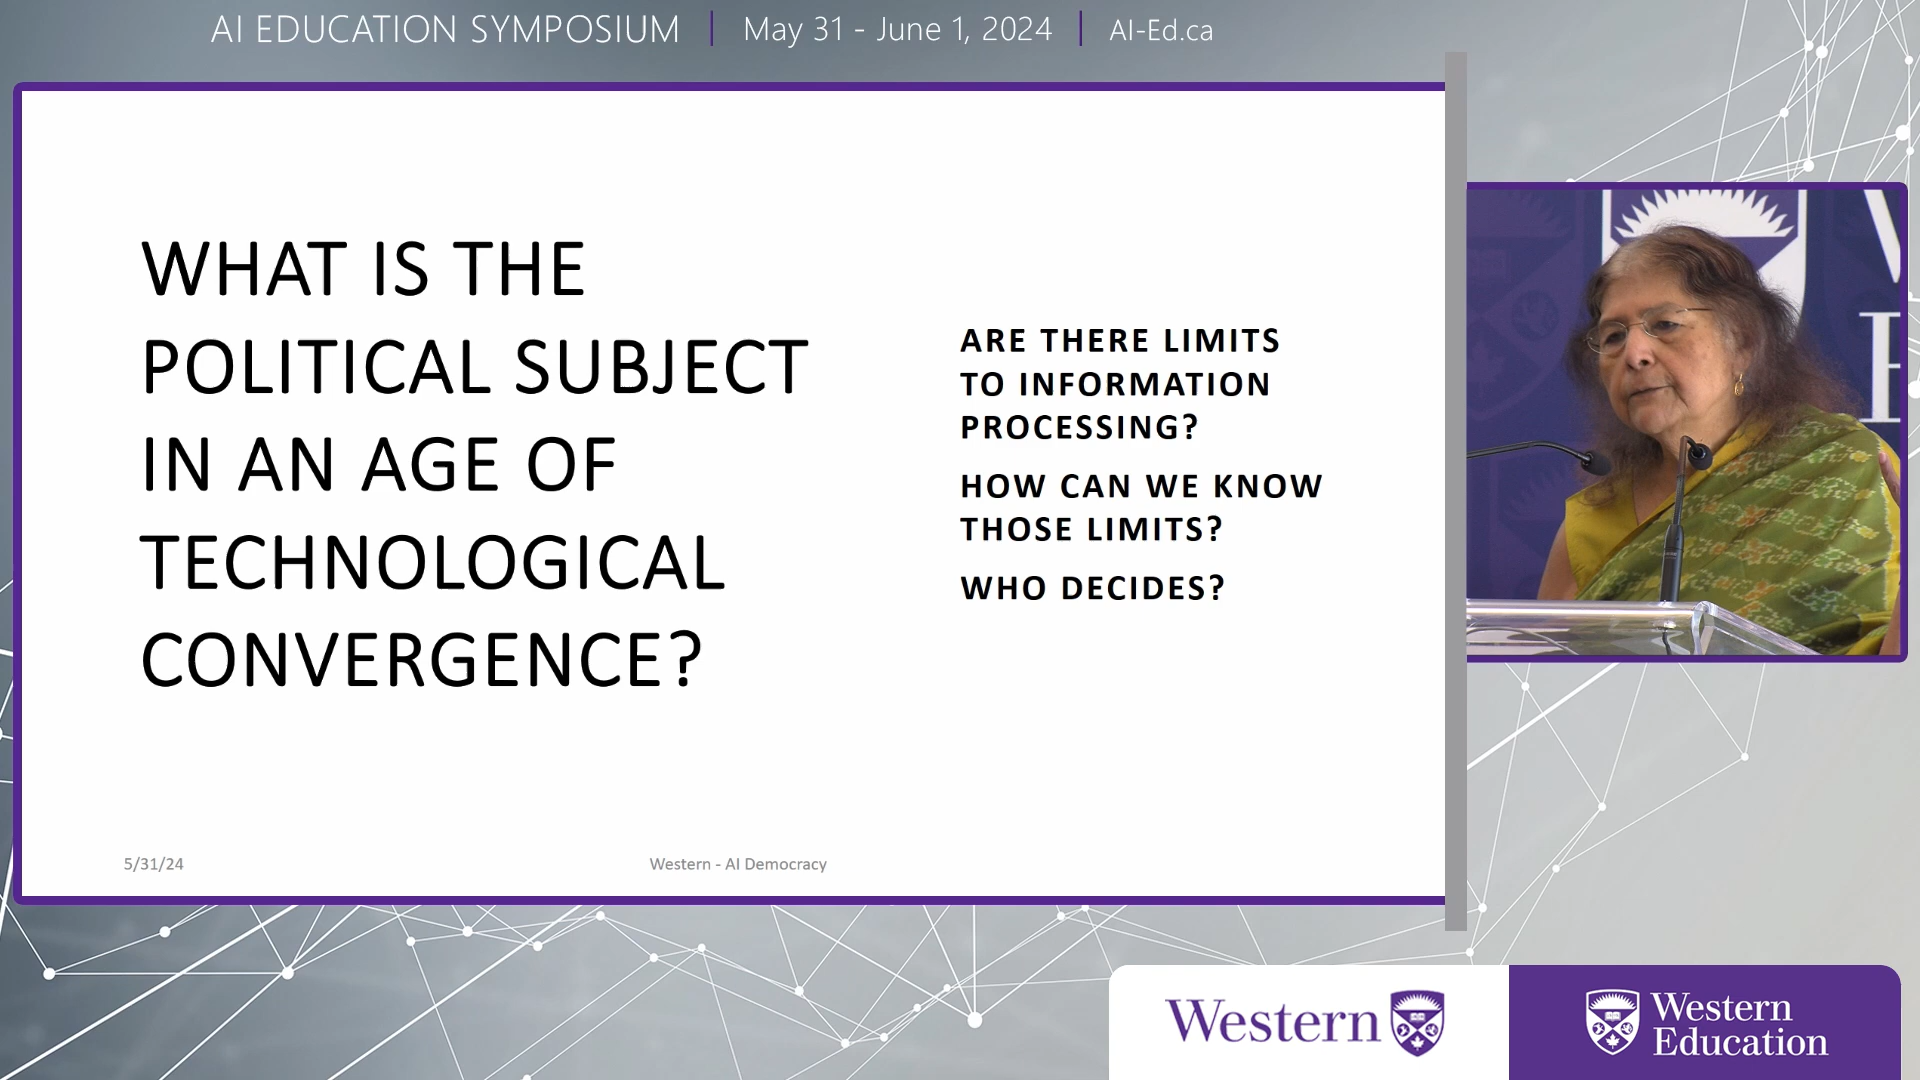 AI EDUCATION SYMPOSIUM | May 31 - June 1, 2024 | AI-Ed.ca
WHAT IS THE
POLITICAL SUBJECT
IN AN AGE OF
TECHNOLOGICAL
CONVERGENCE?
ARE THERE LIMITS
TO INFORMATION
PROCESSING?
HOW CAN WE KNOW
THOSE LIMITS?
WHO DECIDES?
5/31/24
Western - AI Democracy
Western
Western
Education